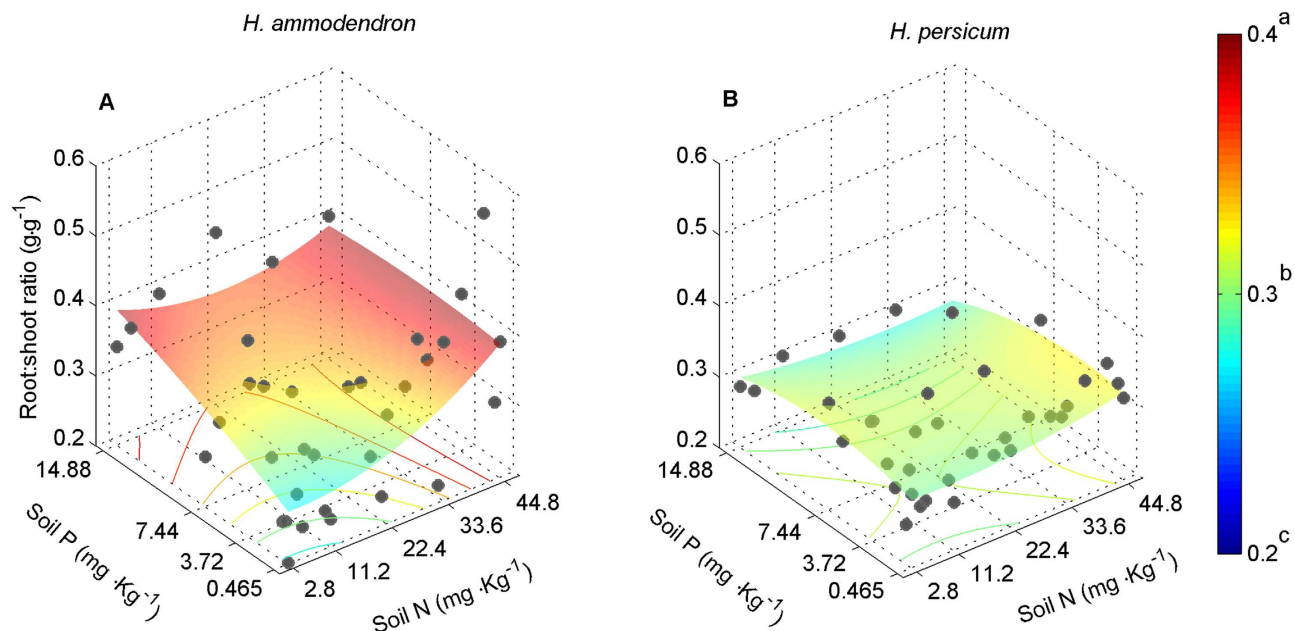 H. ammodendron
A
0.6
0.5
0.4
0.3
0.2
Root:shoot ratio (g·g-1)
14.88
7.44
3.72
0.465
Soil P (mg ·Kg-1)
2.8
11.2
22.4
33.6
44.8
Soil N (mg ·Kg-1)
H. persicum
B
0.6
0.5
0.4
0.3
0.2
14.88
7.44
3.72
0.465
Soil P (mg ·Kg-1)
2.8
11.2
22.4
33.6
44.8
Soil N (mg ·Kg-1)
0.4 a
0.3 b
0.2 c